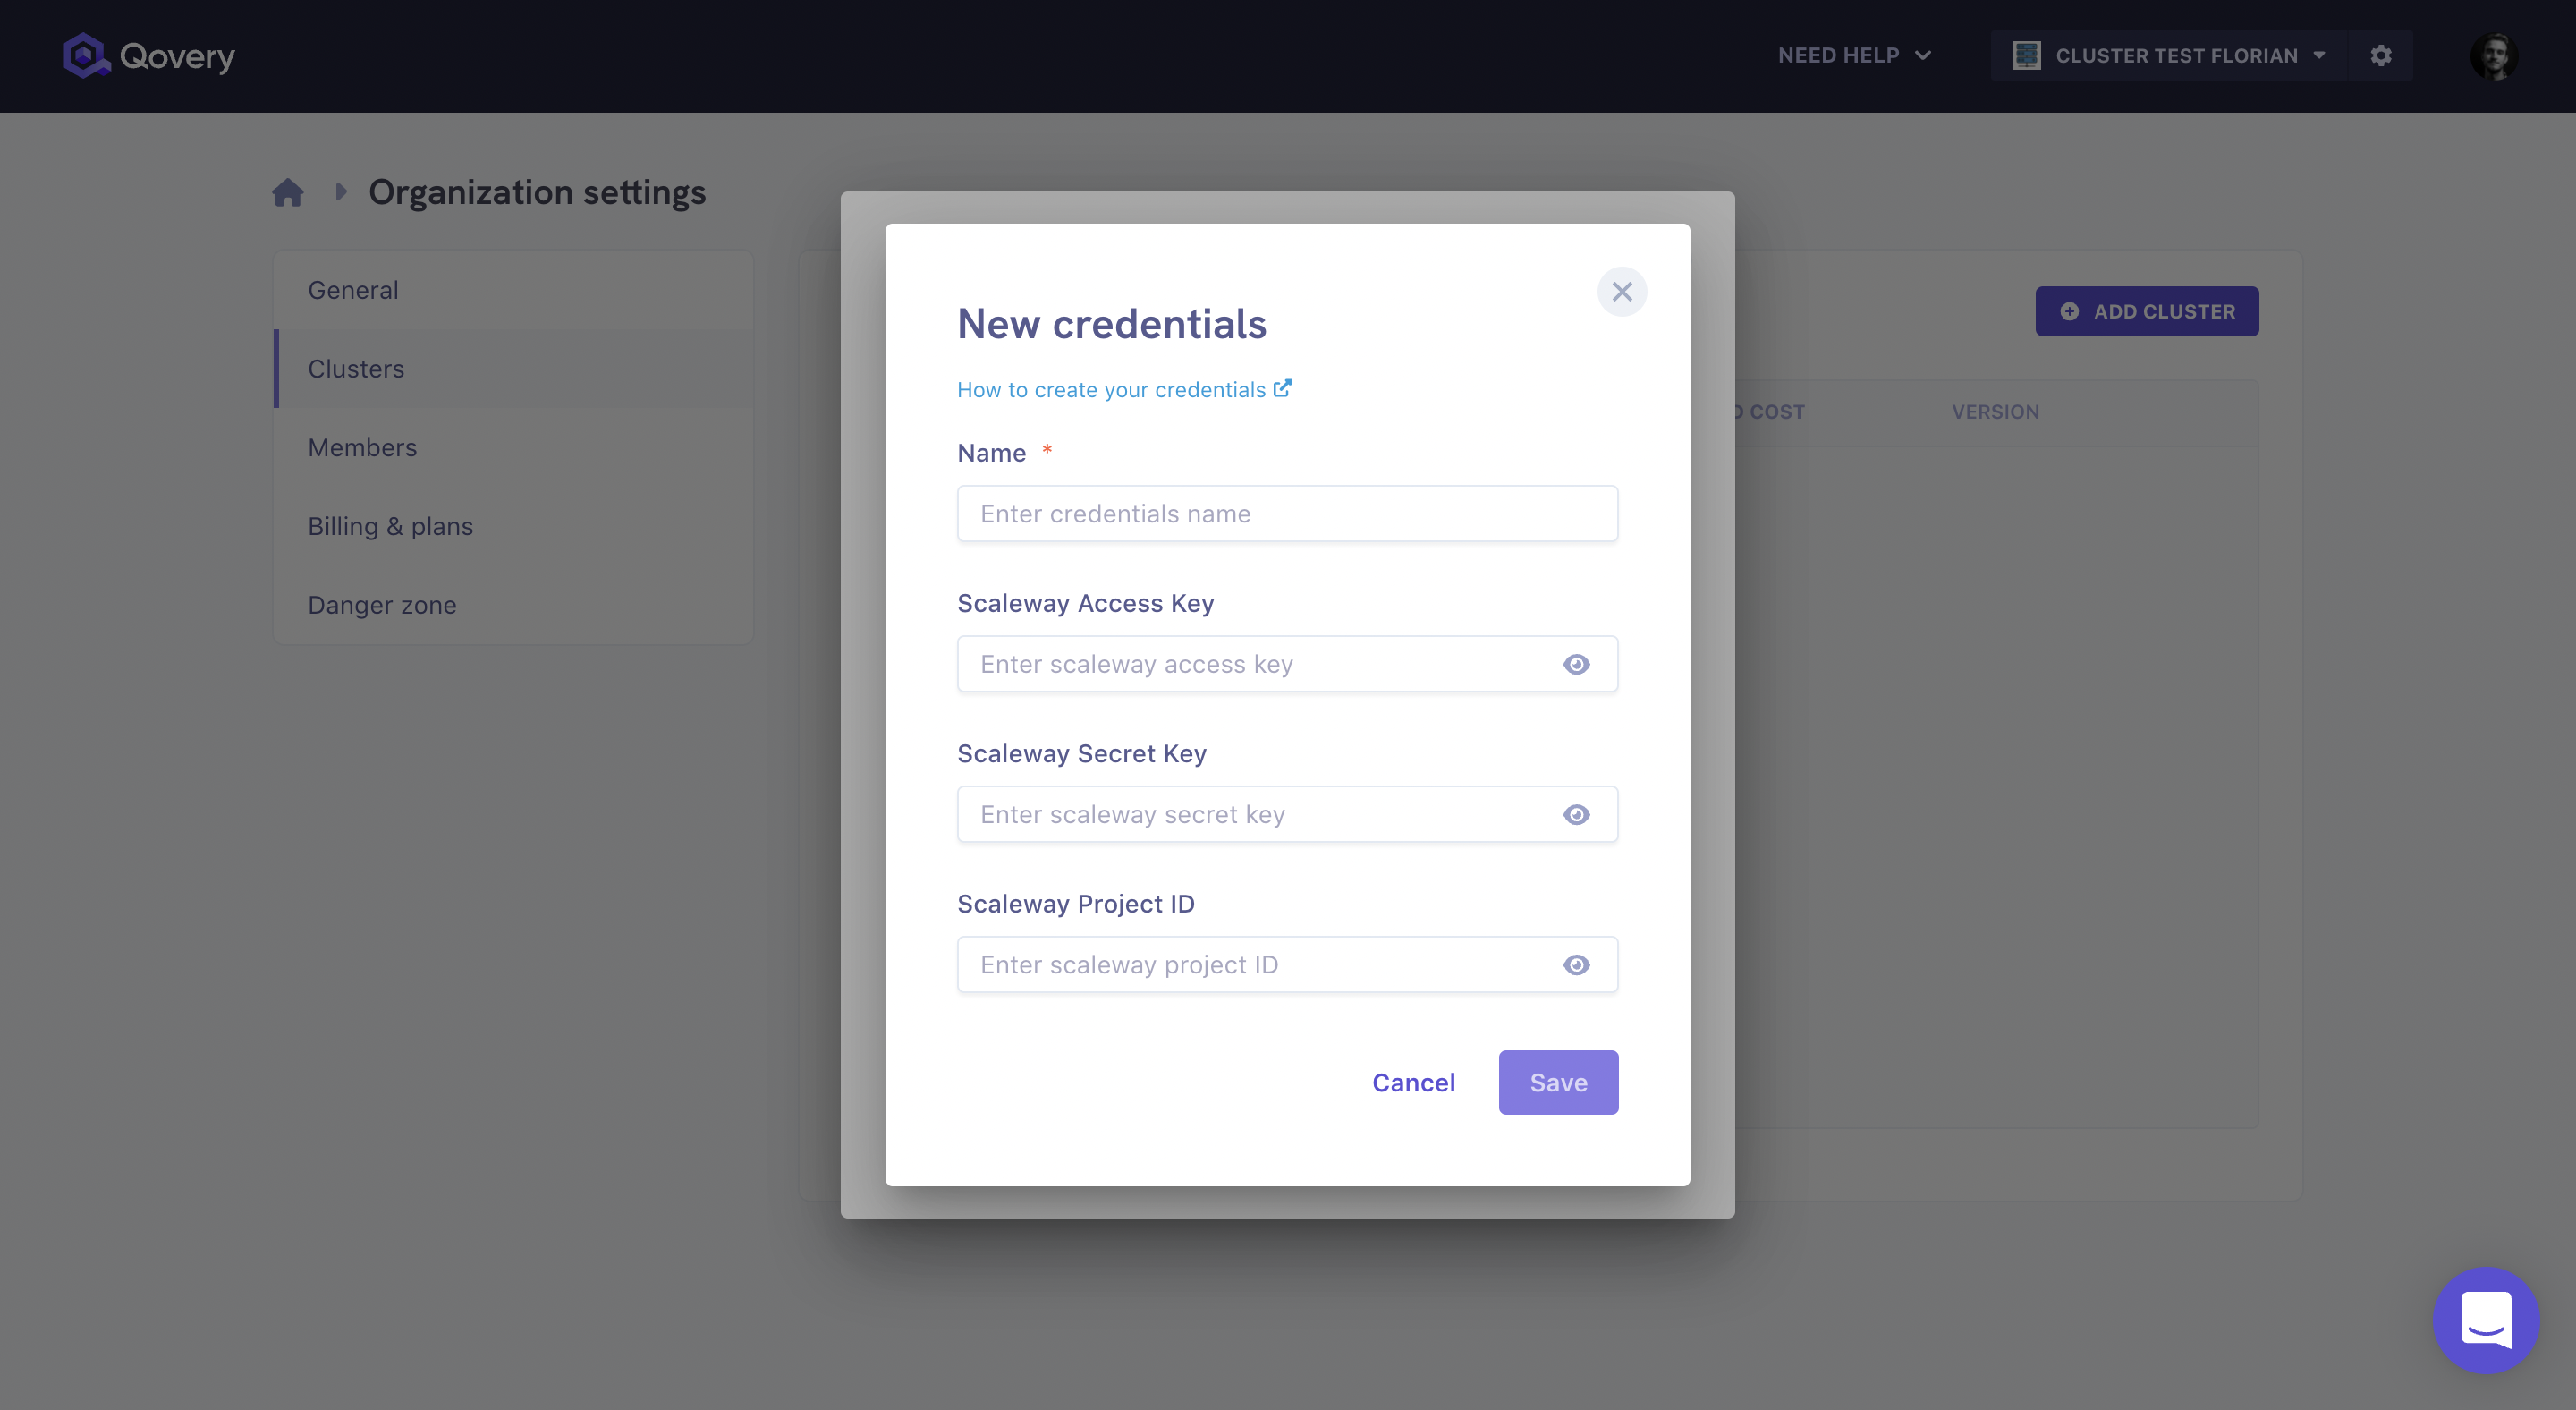 Qovery
NEED HELP
CLUSTER TEST FLORIAN
Organization settings
General
Clusters
Members
Billing & plans
Danger zone
ADD CLUSTER
COST
VERSION
New credentials
How to create your credentials
Name *
Enter credentials name
Scaleway Access Key
Enter scaleway access key
Scaleway Secret Key
Enter scaleway secret key
Scaleway Project ID
Enter scaleway project ID
Cancel
Save